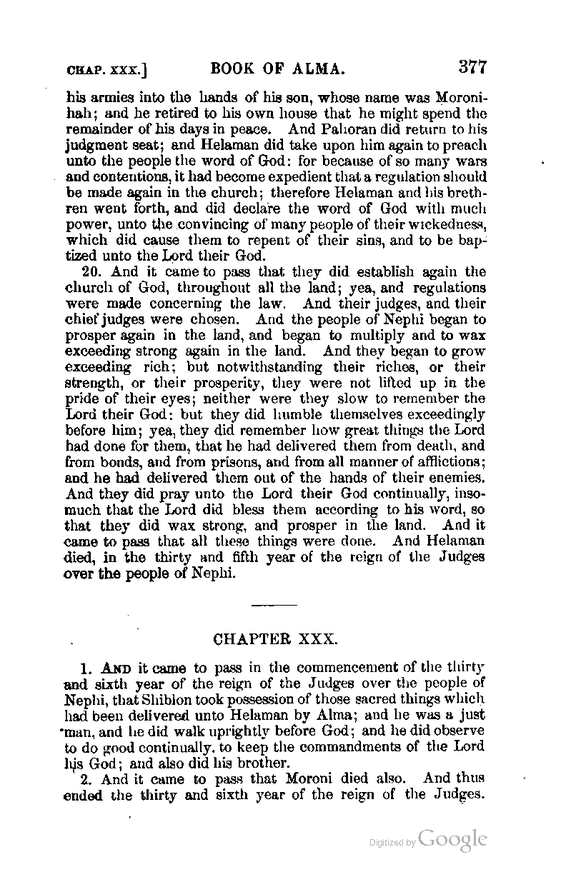 CHAP. XXX.] BOOK OF ALMA. 377
his armies into the hands of his son, whose name was Moroni-
hah; and he retired to his own house that he might spend the
remainder of his days in peace. And Pahoran did return to his
judgment seat; and Helaman did take upon him again to preach
unto the people the word of God: for because of so many wars
and contentions, it had become expedient that a regulation should
be made again in the church; therefore Helaman and his breth-
ren went forth, and did declare the word of God with much
power, unto the convincing of many people of their wickedness,
which did cause them to repent of their sins, and to be bap-
tized unto the Lord their God.
20. And it came to pass that they did establish again the
church of God, throughout all the land; yea, and regulations
were made concerning the law. And their judges, and their
chief judges were chosen. And the people of Nephi began to
prosper again in the land, and began to multiply and to wax
exceeding strong again in the land. And they began to grow
exceeding rich; but notwithstanding their riches, or their
strength, or their prosperity, they were not lifted up in the
pride of their eyes; neither were they slow to remember the
Lord their God: but they did humble themselves exceedingly
before him; yea, they did remember how great things the Lord
had done for them, that he had delivered them from death, and
from bonds, and from prisons, and from all manner of afflictions;
and he had delivered them out of the hands of their enemies.
And they did pray unto the Lord their God continually, inso-
much that the Lord did bless them according to his word, so
that they did wax strong, and prosper in the land. And it
came to pass that all these things were done. And Helaman
died, in the thirty and fifth year of the reign of the Judges
over the people of Nephi.
CHAPTER XXX.
1. AND it came to pass in the commencement of the thirty
and sixth year of the reign of the Judges over the people of
Nephi, that Shiblon took possession of those sacred things which
had been delivered unto Helaman by Alma; and he was a just
man, and he did walk uprightly before God; and he did observe
to do good continually, to keep the commandments of the Lord
his God; and also did his brother.
2. And it came to pass that Moroni died also. And thus
ended the thirty and sixth year of the reign of the Judges.
Digitized by Google